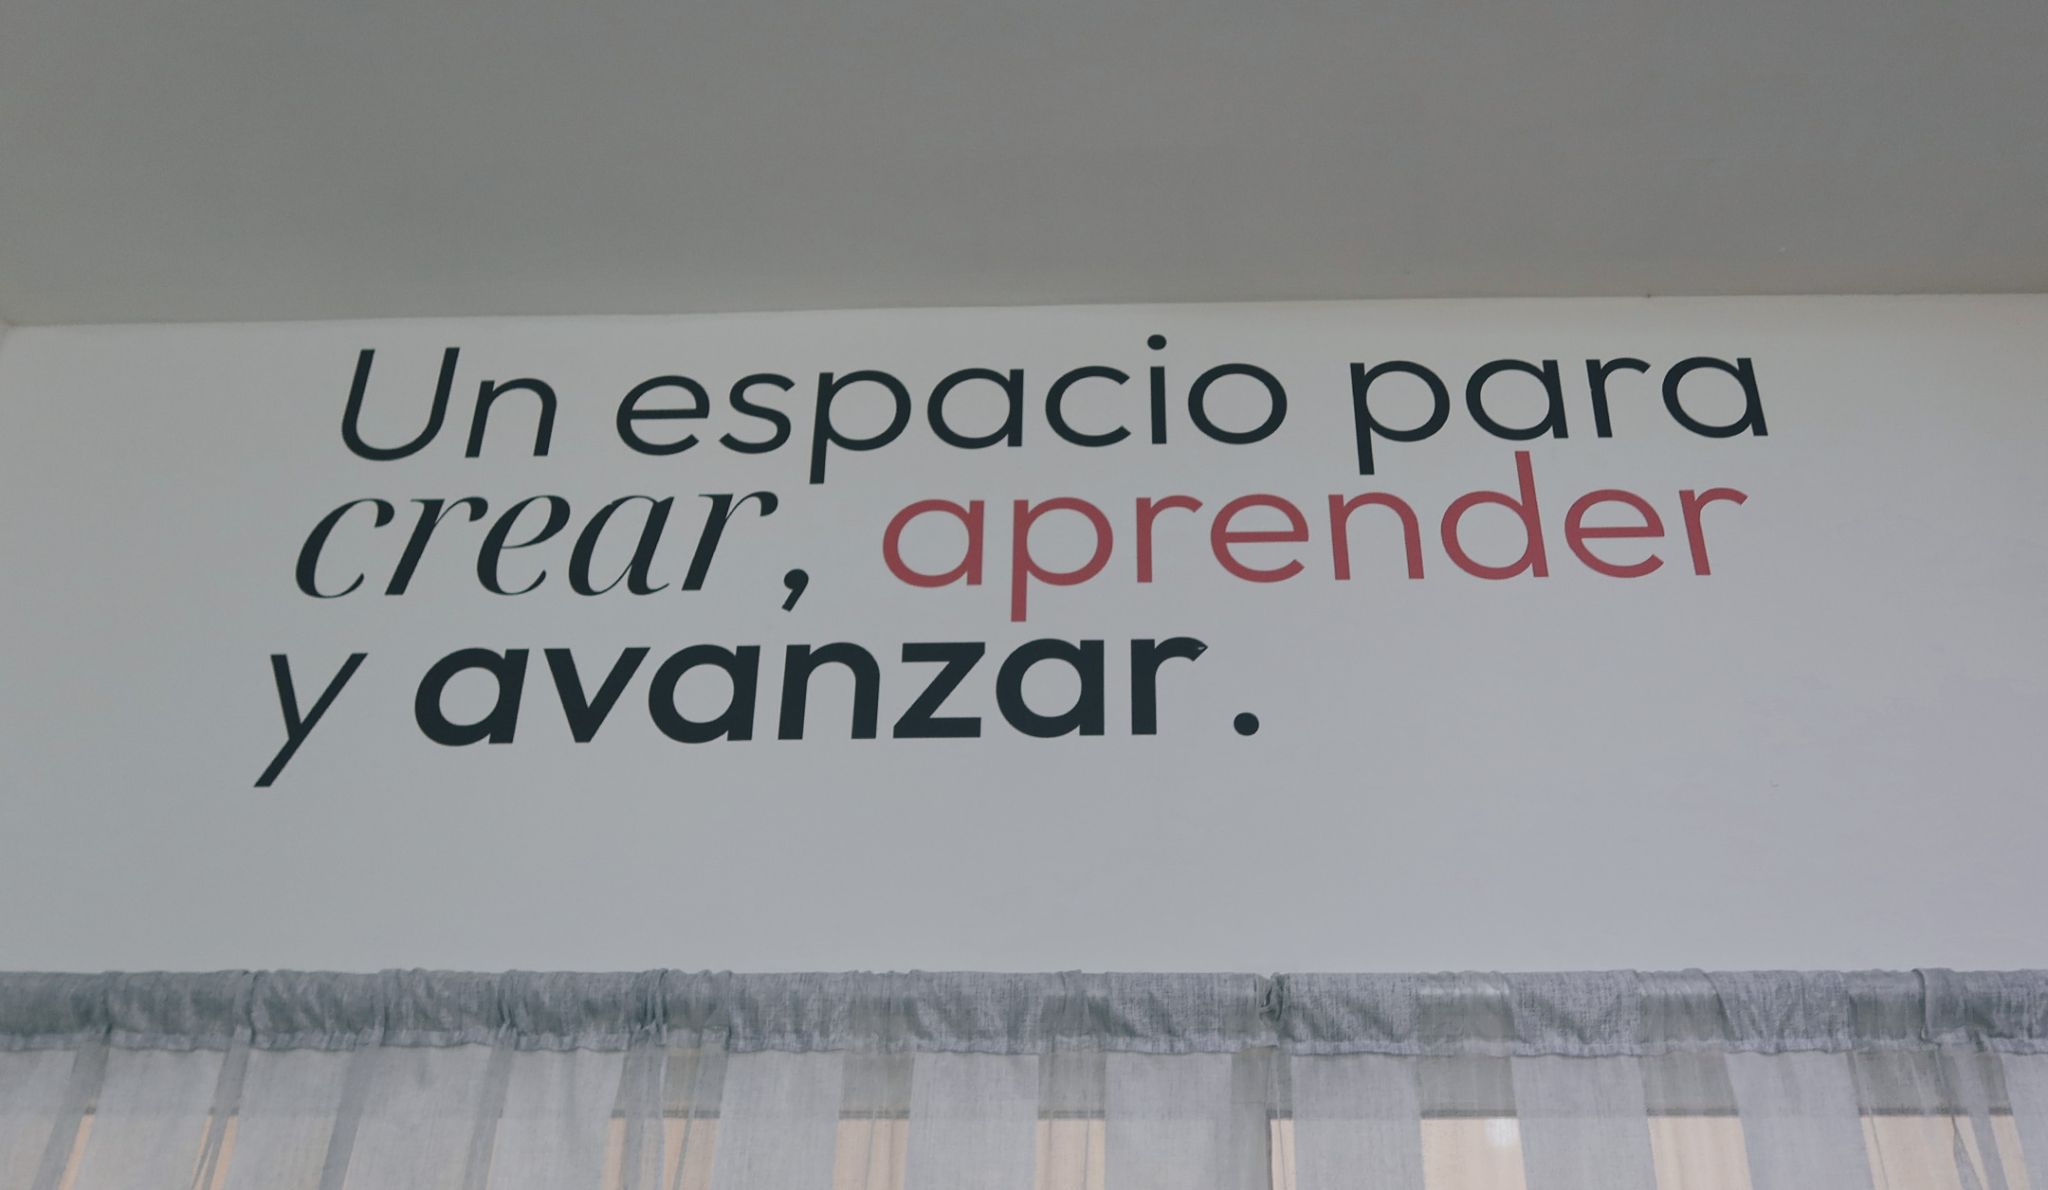 Un espacio para
crear, aprender
y avanzar.